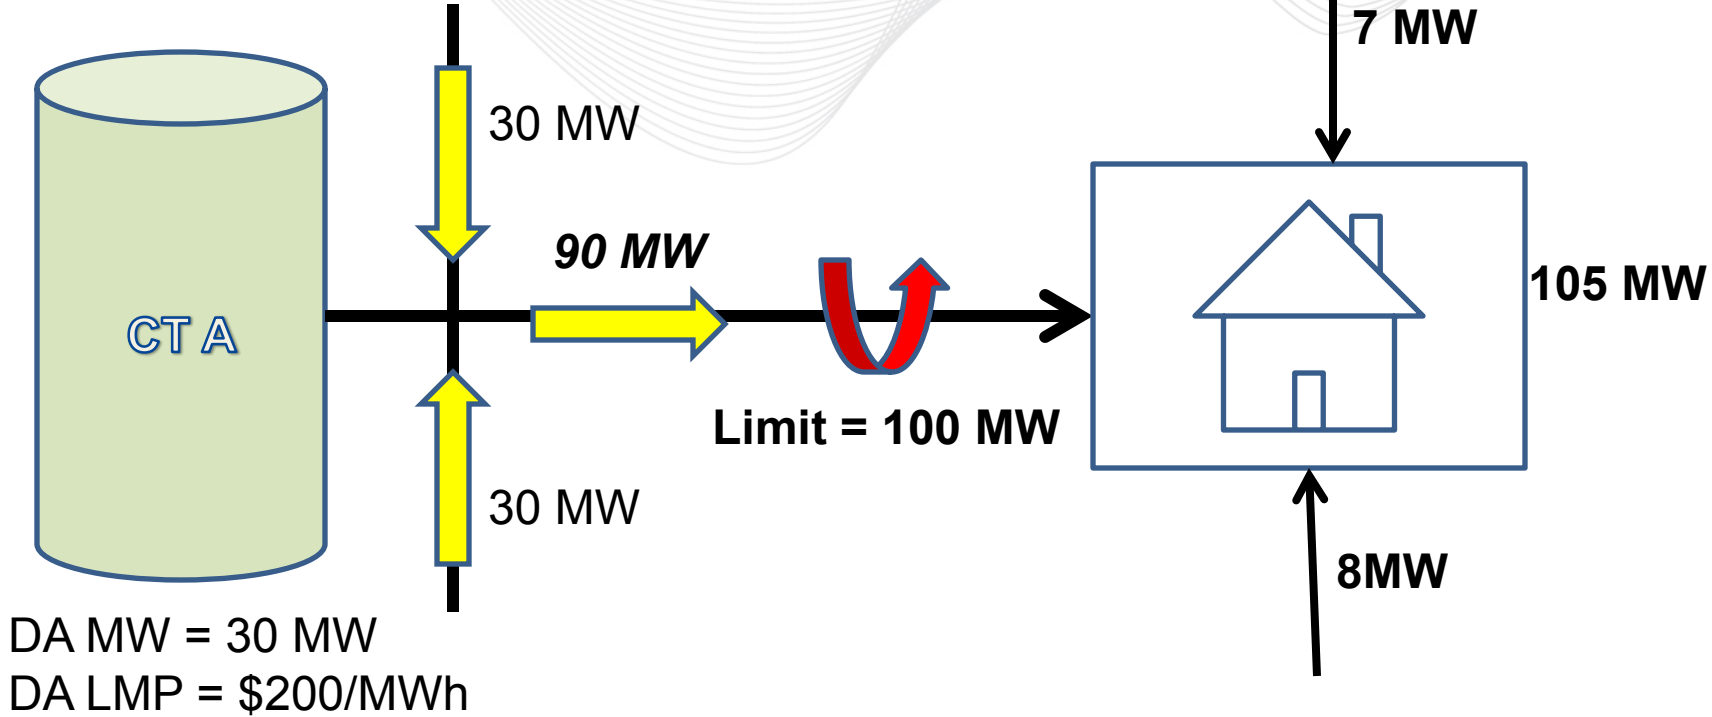 7 MW
30 MW
90 MW
105 MW
CT A
Limit = 100 MW
30 MW
8MW
DA MW = 30 MW
DA LMP = $200/MWh